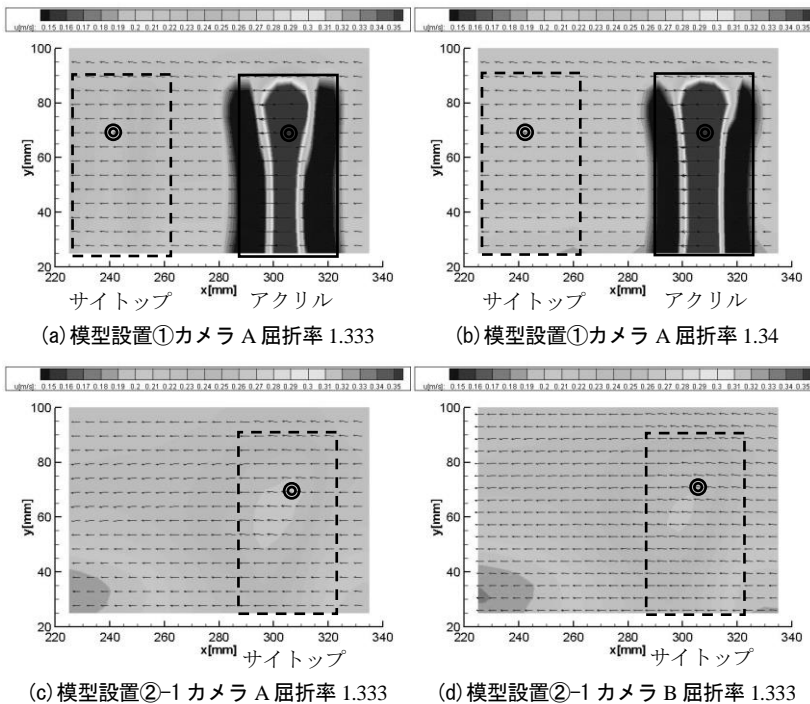 u[m/s]: 0.15 0.16 0.17 0.18 0.19 0.2 0.21 0.22 0.23 0.24 0.25 0.26 0.27 0.28 0.29 0.3 0.31 0.32 0.33 0.34 0.35
u[m/s]: 0.15 0.16 0.17 0.18 0.19 0.2 0.21 0.22 0.23 0.24 0.25 0.26 0.27 0.28 0.29 0.3 0.31 0.32 0.33 0.34 0.35
100
80
60
40
20
y[mm]
220 240 260 280 300 320 340
x[mm]
サイトップ アクリル
100
80
60
40
20
y[mm]
220 240 260 280 300 320 340
x[mm]
サイトップ アクリル
(a)模型設置①カメラ A 屈折率 1.333
(b)模型設置①カメラ A 屈折率 1.34
u[m/s]: 0.15 0.16 0.17 0.18 0.19 0.2 0.21 0.22 0.23 0.24 0.25 0.26 0.27 0.28 0.29 0.3 0.31 0.32 0.33 0.34 0.35
u[m/s]: 0.15 0.16 0.17 0.18 0.19 0.2 0.21 0.22 0.23 0.24 0.25 0.26 0.27 0.28 0.29 0.3 0.31 0.32 0.33 0.34 0.35
100
80
60
40
20
y[mm]
220 240 260 280 300 320 340
x[mm]
サイトップ
100
80
60
40
20
y[mm]
220 240 260 280 300 320 340
x[mm]
サイトップ
(c)模型設置②-1 カメラ A 屈折率 1.333
(d)模型設置②-1 カメラ B 屈折率 1.333